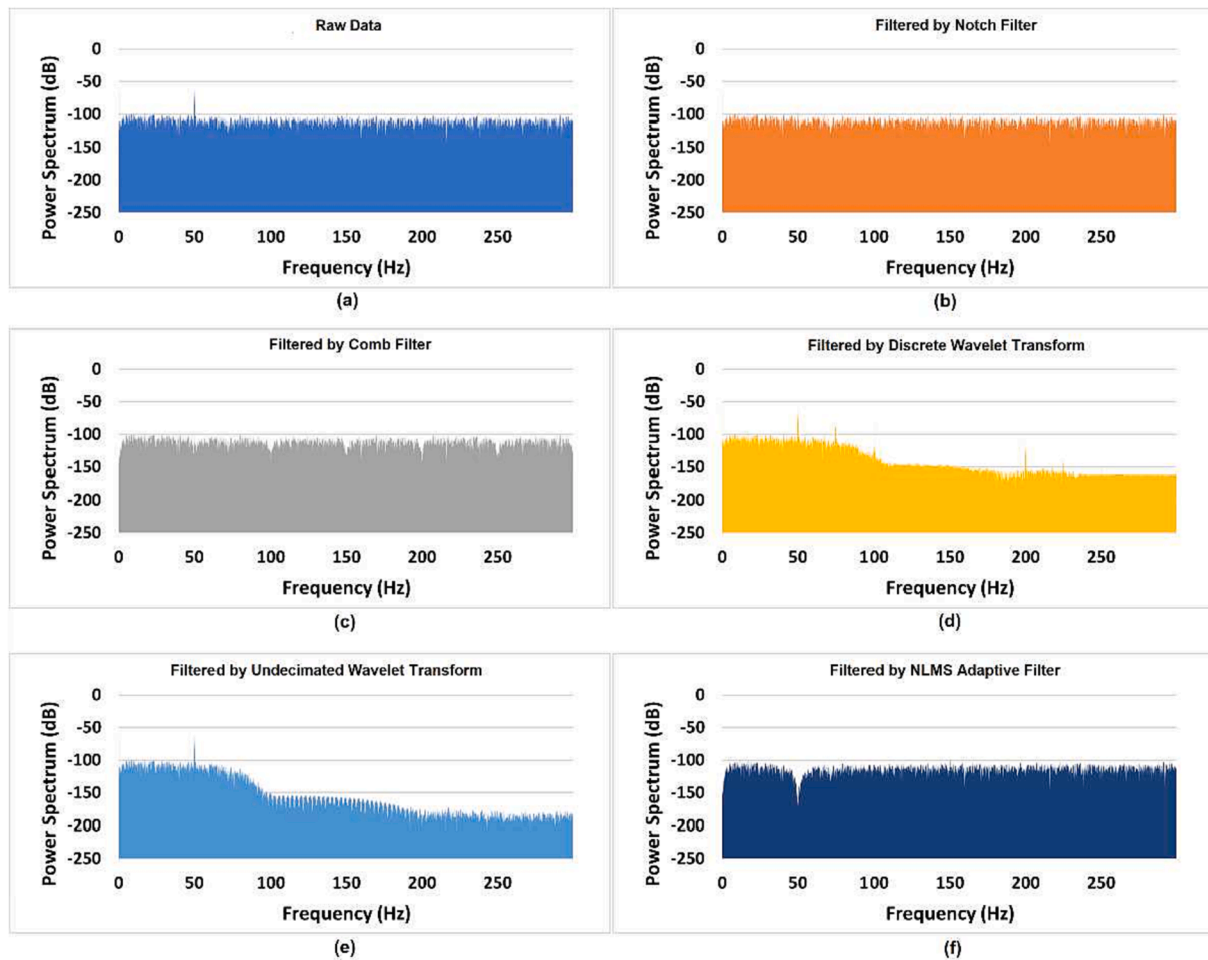 Raw Data
Power Spectrum (dB)
0
-50
-100
-150
-200
-250
0 50 100 150 200 250
Frequency (Hz)
(a)
Filtered by Notch Filter
Power Spectrum (dB)
0
-50
-100
-150
-200
-250
0 50 100 150 200 250
Frequency (Hz)
(b)
Filtered by Comb Filter
Power Spectrum (dB)
0
-50
-100
-150
-200
-250
0 50 100 150 200 250
Frequency (Hz)
(c)
Filtered by Discrete Wavelet Transform
Power Spectrum (dB)
0
-50
-100
-150
-200
-250
0 50 100 150 200 250
Frequency (Hz)
(d)
Filtered by Undecimated Wavelet Transform
Power Spectrum (dB)
0
-50
-100
-150
-200
-250
0 50 100 150 200 250
Frequency (Hz)
(e)
Filtered by NLMS Adaptive Filter
Power Spectrum (dB)
0
-50
-100
-150
-200
-250
0 50 100 150 200 250
Frequency (Hz)
(f)